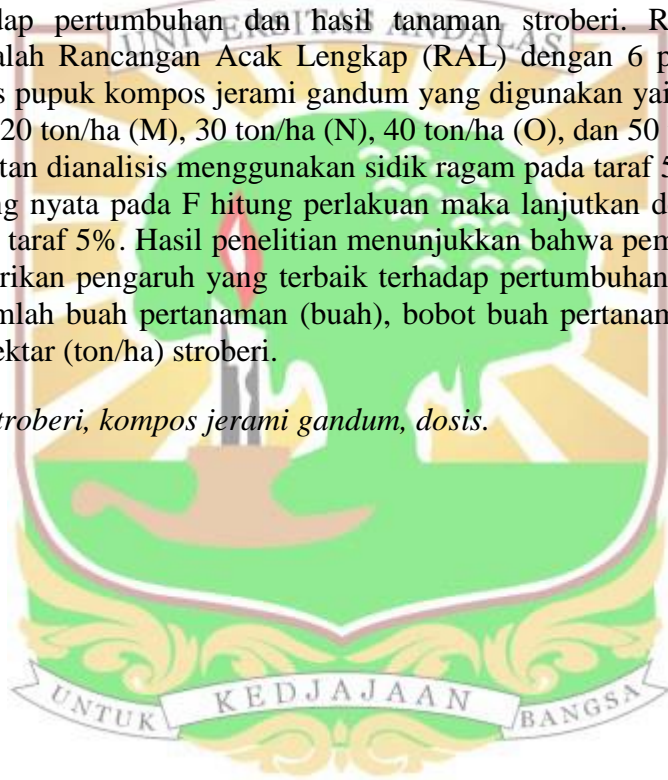 dap pertumbuhan dan hasil tanaman stroberi. R
UNIVERSITAS ANDALAS
alah Rancangan Acak Lengkap (RAL) dengan 6 p
s pupuk kompos jerami gandum yang digunakan yai
20 ton/ha (M), 30 ton/ha (N), 40 ton/ha (O), dan 50
tan dianalisis menggunakan sidik ragam pada taraf 5
ng nyata pada F hitung perlakuan maka lanjutkan d
taraf 5%. Hasil penelitian menunjukkan bahwa pem
rikan pengaruh yang terbaik terhadap pertumbuhan
mlah buah pertanaman (buah), bobot buah pertanam
ektar (ton/ha) stroberi.
troberi, kompos jerami gandum, dosis.
UNTUK KEDJAJAAN BANGSA